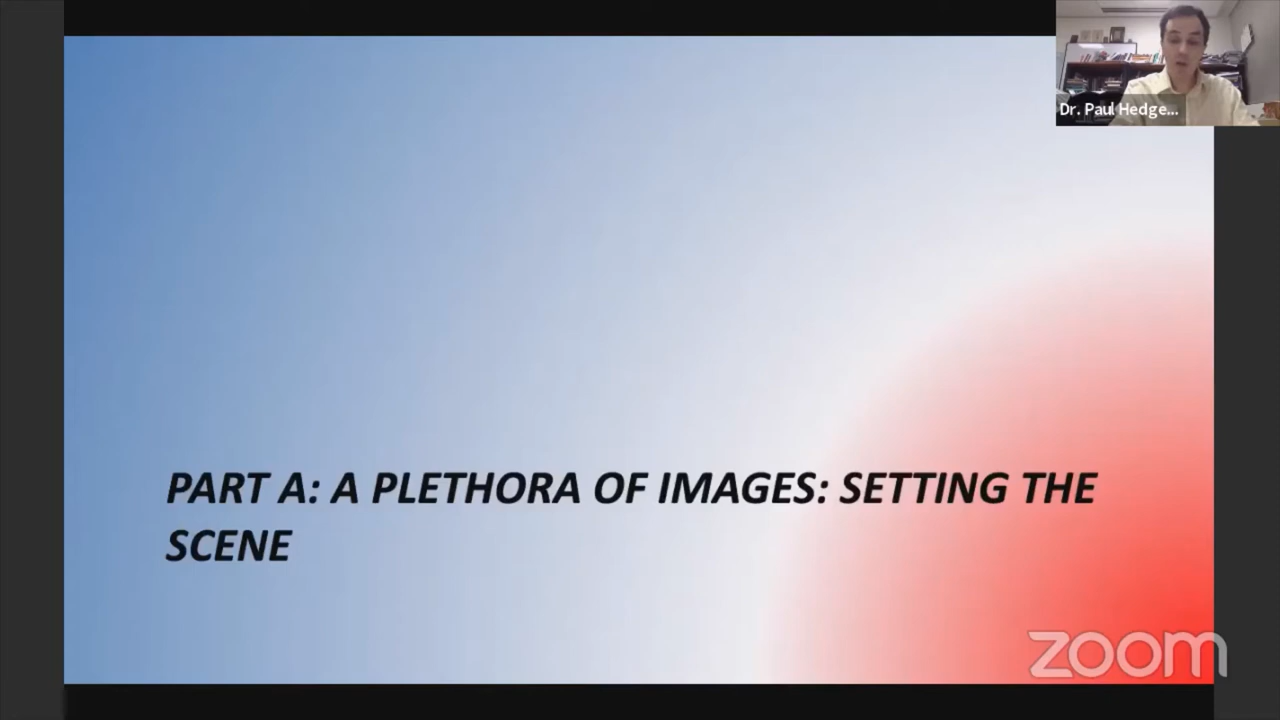 Dr. Paul Hedge...
PART A: A PLETHORA OF IMAGES: SETTING THE
SCENE
zoom